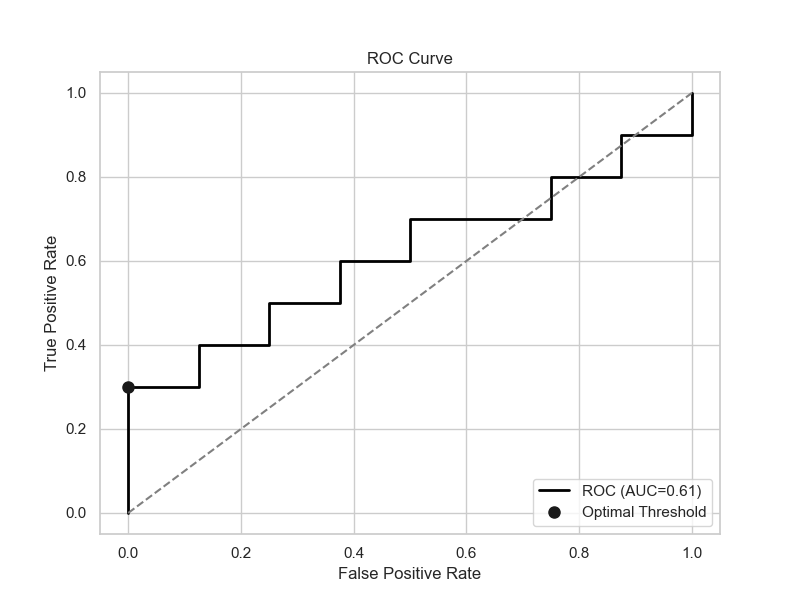 ROC Curve
True Positive Rate
1.0
0.8
0.6
0.4
0.2
0.0
0.0 0.2 0.4 0.6 0.8 1.0
False Positive Rate
ROC (AUC=0.61)
Optimal Threshold